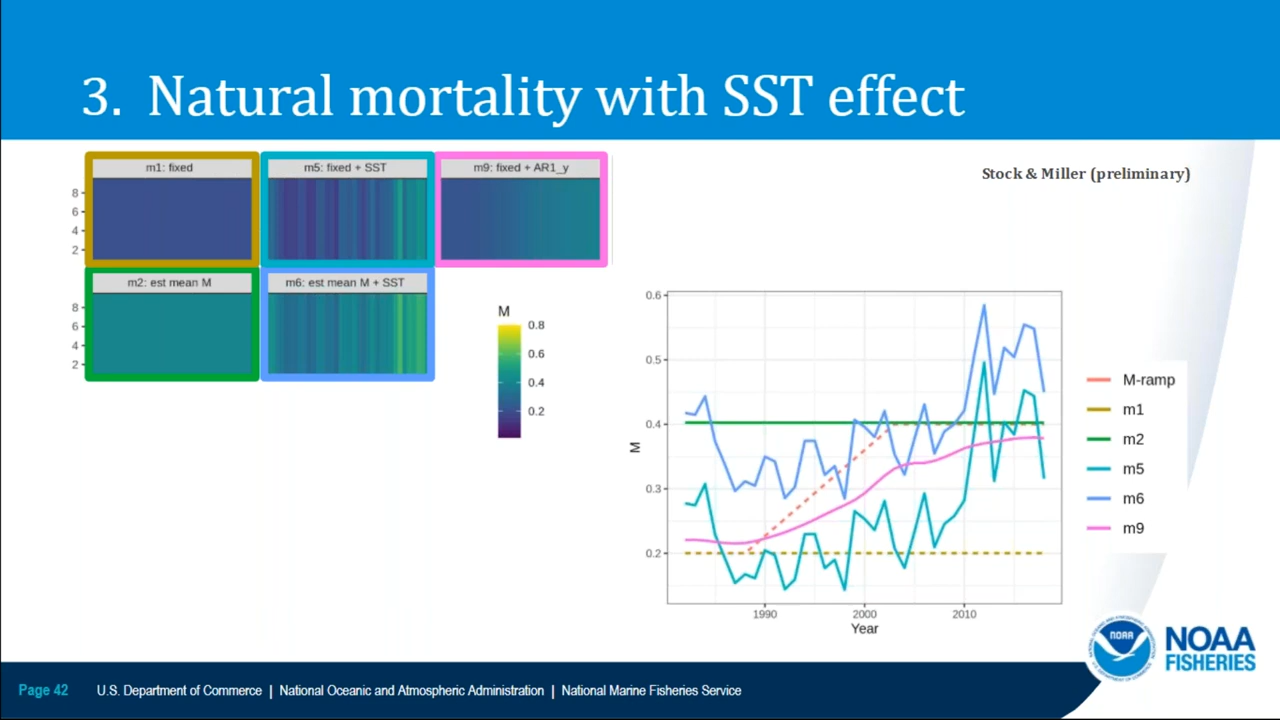 3. Natural mortality with SST effect
Stock & Miller (preliminary)
m1: fixed
m5: fixed + SST
m9: fixed + AR1_y
8
6
4
2
m2: est mean M
m6: est mean M + SST
8
6
4
2
M
0.8
0.6
0.4
0.2
0.6
0.5
0.4
0.3
0.2
M
1990
2000
2010
Year
M-ramp
m1
m2
m5
m6
m9
NOAA
NOAA
FISHERIES
Page 42
U.S. Department of Commerce | National Oceanic and Atmospheric Administration | National Marine Fisheries Service